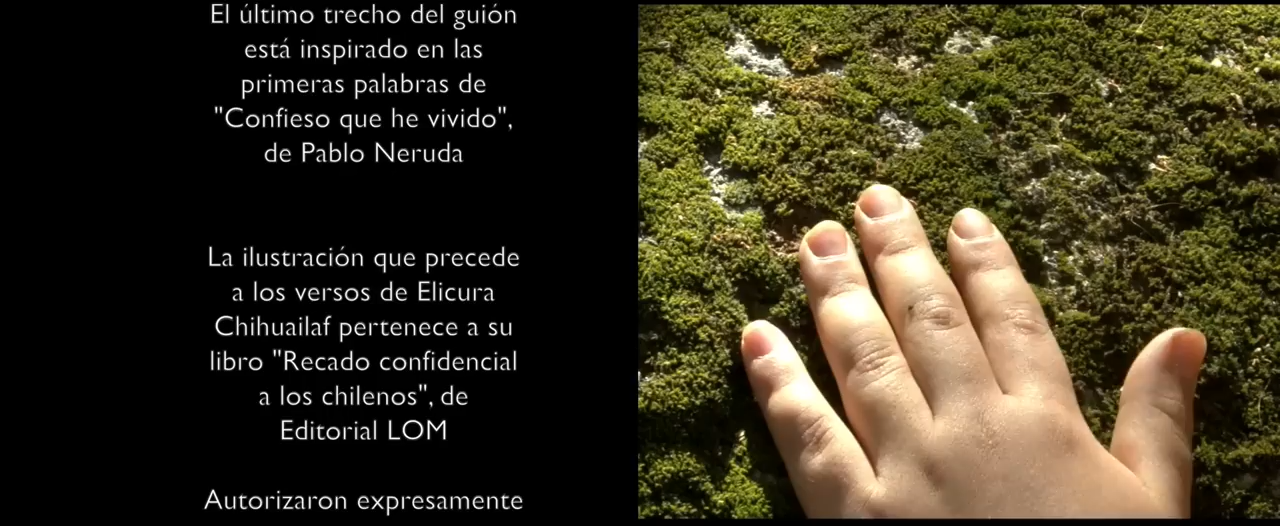 El último trecho del guión
está inspirado en las
primeras palabras de
"Confieso que he vivido",
de Pablo Neruda
La ilustración que precede
a los versos de Elicura
Chihuailaf pertenece a su
libro "Recado confidencial
a los chilenos", de
Editorial LOM
Autorizaron expresamente